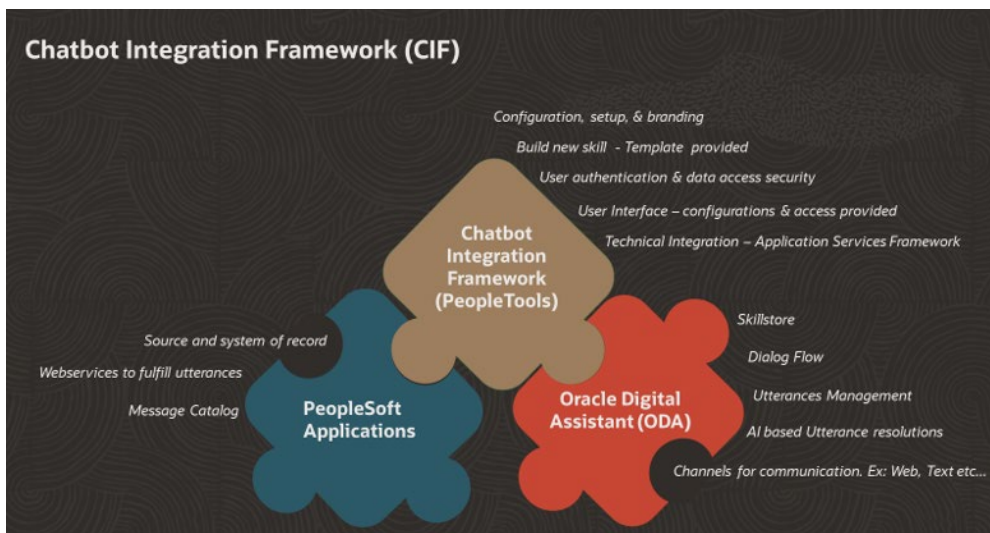 Chatbot Integration Framework (CIF)
Configuration, setup, & branding
Build new skill - Template provided
User authentication & data access security
User Interface – configurations & access provided
Technical Integration – Application Services Framework
Chatbot
Integration
Framework
(PeopleTools)
Source and system of record
Webservices to fulfill utterances
Message Catalog
PeopleSoft
Applications
Skillstore
Dialog Flow
Utterances Management
AI based Utterance resolutions
Channels for communication. Ex: Web, Text etc...
Oracle Digital
Assistant (ODA)